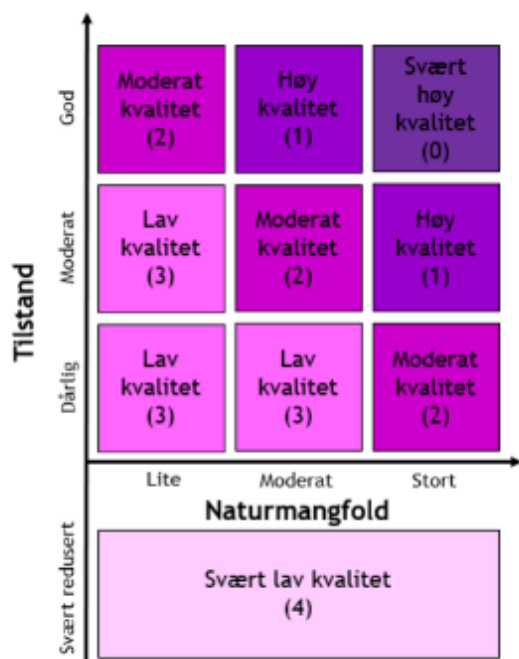 Tilstand
God
Moderat
kvalitet
(2)
Høy
kvalitet
(1)
Svært
høy
kvalitet
(0)
Moderat
Lav
kvalitet
(3)
Moderat
kvalitet
(2)
Høy
kvalitet
(1)
Dårlig
Lav
kvalitet
(3)
Lav
kvalitet
(3)
Moderat
kvalitet
(2)
Lite
Moderat
Stort
Naturmangfold
Svært redusert
Svært lav kvalitet
(4)